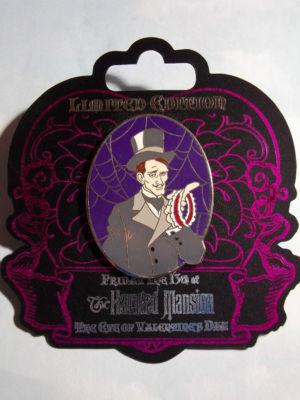 Limited Edition
Friday the 13th at
The Haunted Mansion
The Eve of Valentine's Day